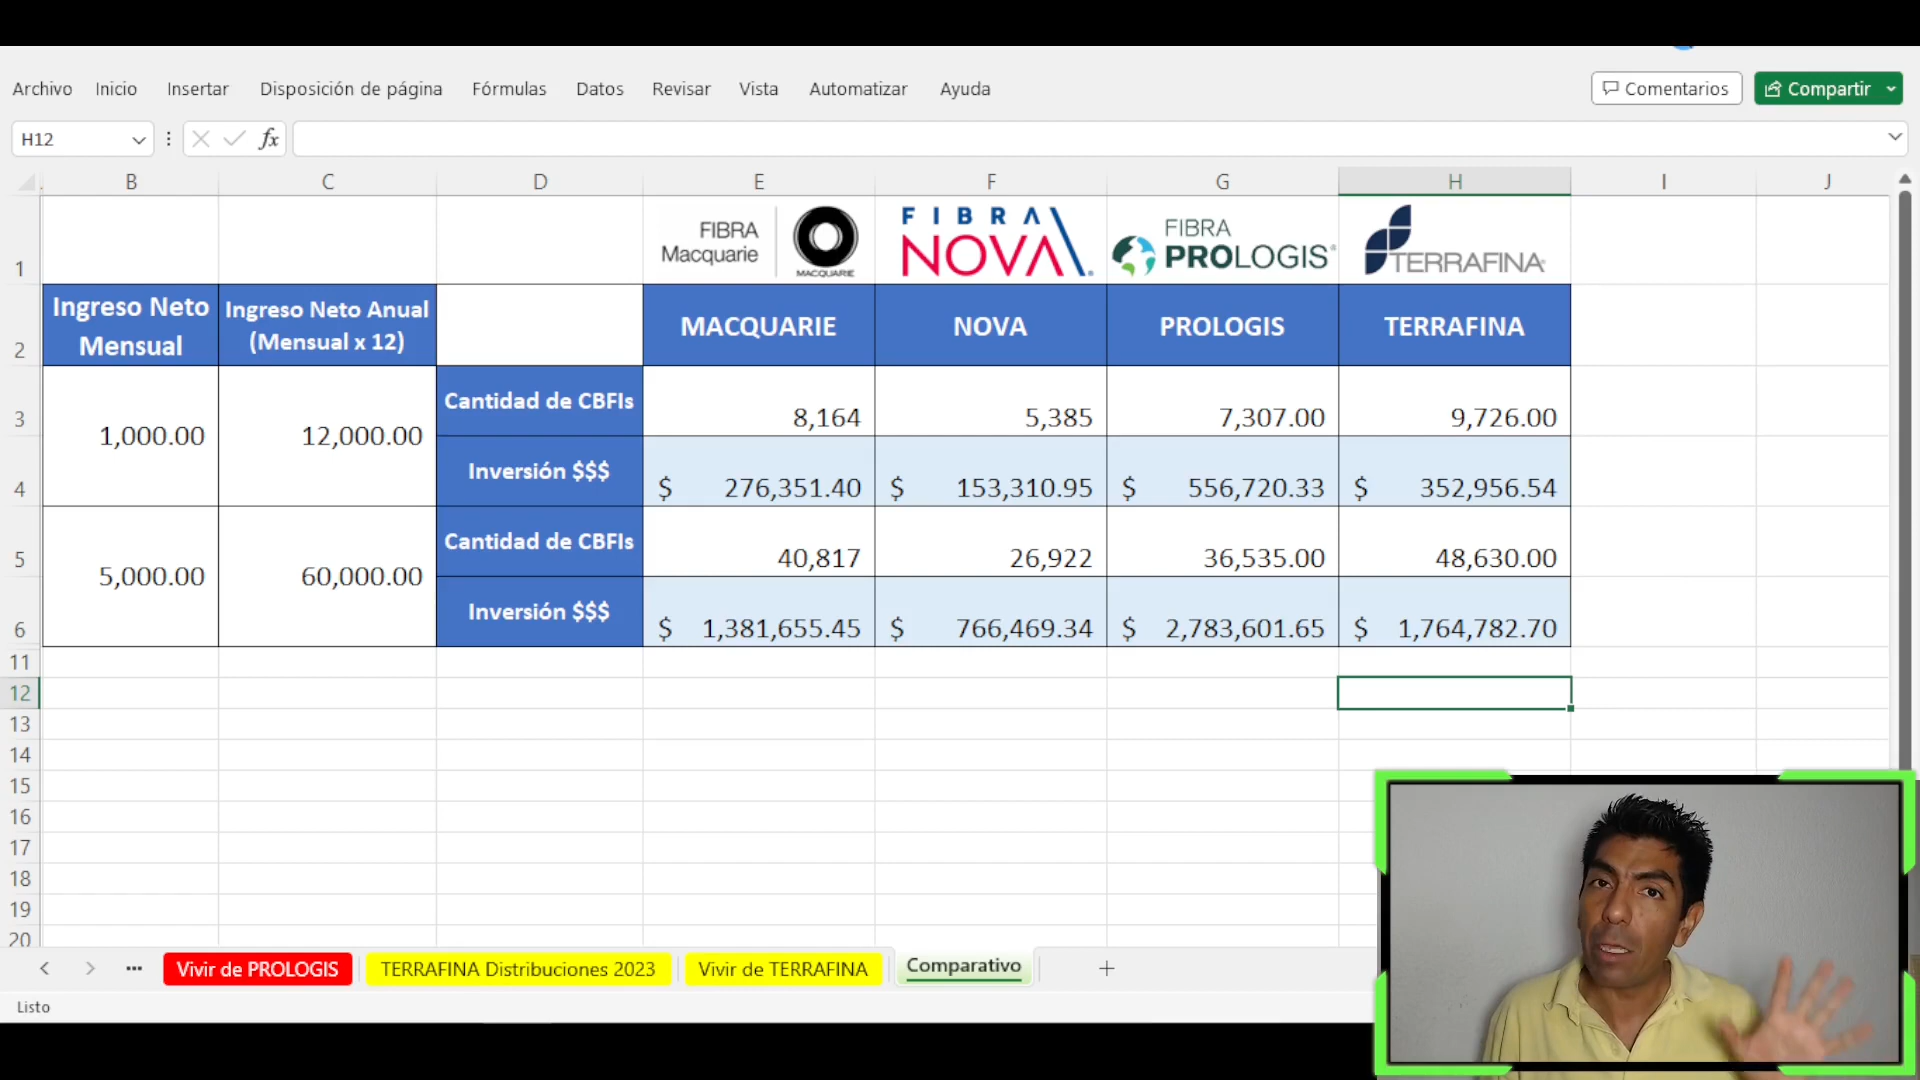 Archivo Inicio Insertar Disposición de página Fórmulas Datos Revisar Vista Automatizar Ayuda Comentarios Compartir
H12 fx
B C D E F G H I J
FIBRA Macquarie MACQUARIE FIBRA NOVA FIBRA PROLOGIS® TERRAFINA
1
Ingreso Neto Mensual Ingreso Neto Anual (Mensual x 12) MACQUARIE NOVA PROLOGIS TERRAFINA
2
Cantidad de CBFIs
3 1,000.00 12,000.00 8,164 5,385 7,307.00 9,726.00
Inversión $$$
4 $ 276,351.40 $ 153,310.95 $ 556,720.33 $ 352,956.54
Cantidad de CBFIs
5 5,000.00 60,000.00 40,817 26,922 36,535.00 48,630.00
Inversión $$$
6 $ 1,381,655.45 $ 766,469.34 $ 2,783,601.65 $ 1,764,782.70
11
12
13
14
15
16
17
18
19
20
Vivir de PROLOGIS TERRAFINA Distribuciones 2023 Vivir de TERRAFINA Comparativo
Listo